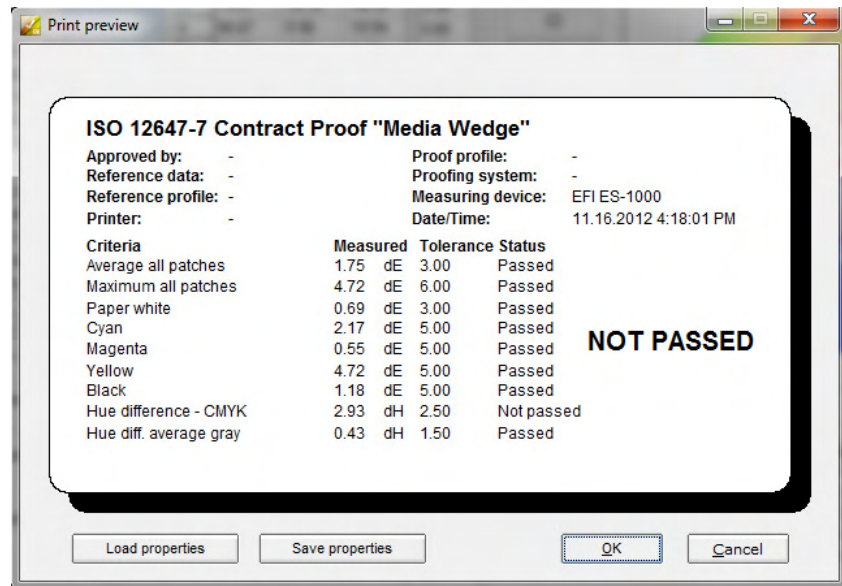 Print preview
ISO 12647-7 Contract Proof "Media Wedge"
Approved by: - Proof profile: -
Reference data: - Proofing system: -
Reference profile: - Measuring device: EFI ES-1000
Printer: - Date/Time: 11.16.2012 4:18:01 PM
Criteria Measured Tolerance Status
Average all patches 1.75 dE 3.00 Passed
Maximum all patches 4.72 dE 6.00 Passed
Paper white 0.69 dE 3.00 Passed
Cyan 2.17 dE 5.00 Passed
Magenta 0.55 dE 5.00 Passed
NOT PASSED
Yellow 4.72 dE 5.00 Passed
Black 1.18 dE 5.00 Passed
Hue difference - CMYK 2.93 dH 2.50 Not passed
Hue diff. average gray 0.43 dH 1.50 Passed
Load properties Save properties OK Cancel